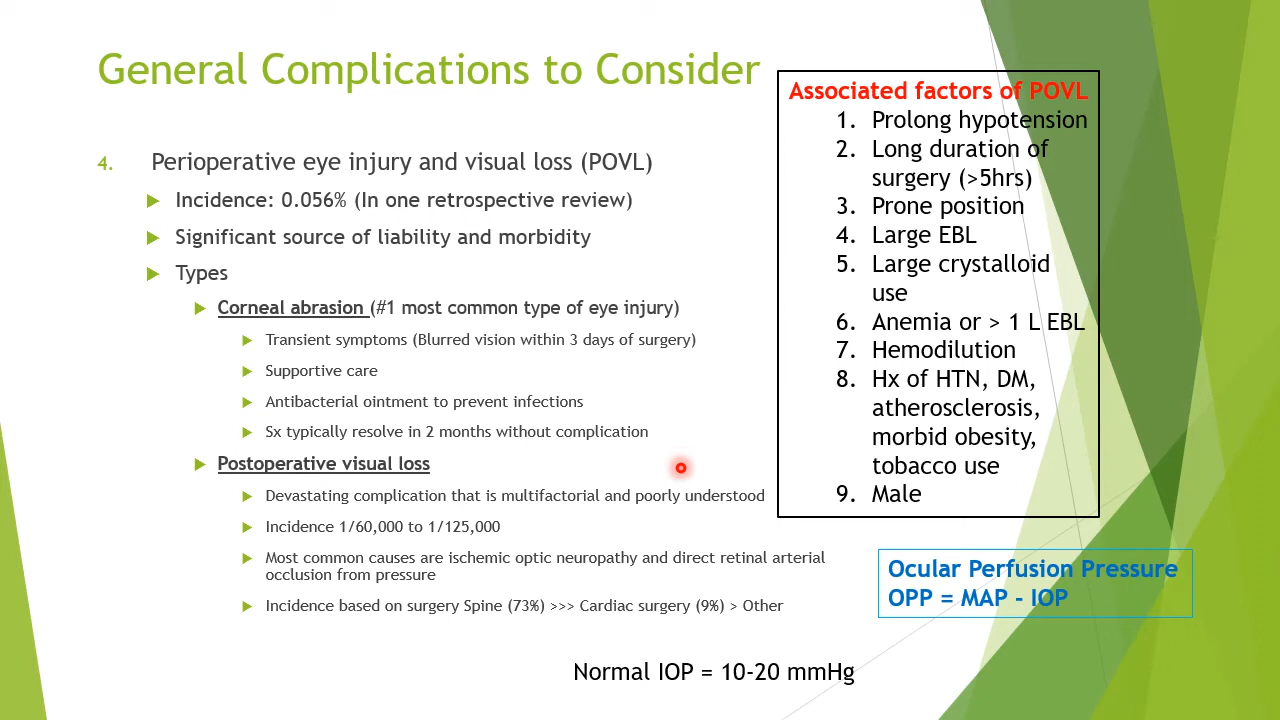 General Complications to Consider
4. Perioperative eye injury and visual loss (POVL)
Incidence: 0.056% (In one retrospective review)
Significant source of liability and morbidity
Types
Corneal abrasion (#1 most common type of eye injury)
Transient symptoms (Blurred vision within 3 days of surgery)
Supportive care
Antibacterial ointment to prevent infections
Sx typically resolve in 2 months without complication
Postoperative visual loss
Devastating complication that is multifactorial and poorly understood
Incidence 1/60,000 to 1/125,000
Most common causes are ischemic optic neuropathy and direct retinal arterial
occlusion from pressure
Incidence based on surgery Spine (73%) >>> Cardiac surgery (9%) > Other
Associated factors of POVL
1. Prolong hypotension
2. Long duration of
surgery (>5hrs)
3. Prone position
4. Large EBL
5. Large crystalloid
use
6. Anemia or > 1 L EBL
7. Hemodilution
8. Hx of HTN, DM,
atherosclerosis,
morbid obesity,
tobacco use
9. Male
Ocular Perfusion Pressure
OPP = MAP - IOP
Normal IOP = 10-20 mmHg